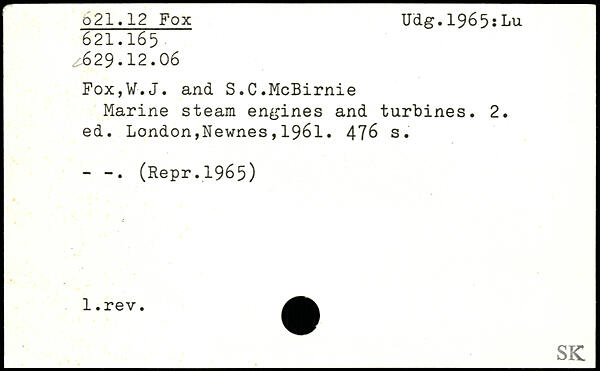 621.12 Fox
Udg.1965:Lu
621.165
629.12.06
Fox,W.J. and S.C.McBirnie
Marine steam engines and turbines. 2.
ed. London,Newnes,1961. 476 s.
- -. (Repr.1965)
1.rev.
SK